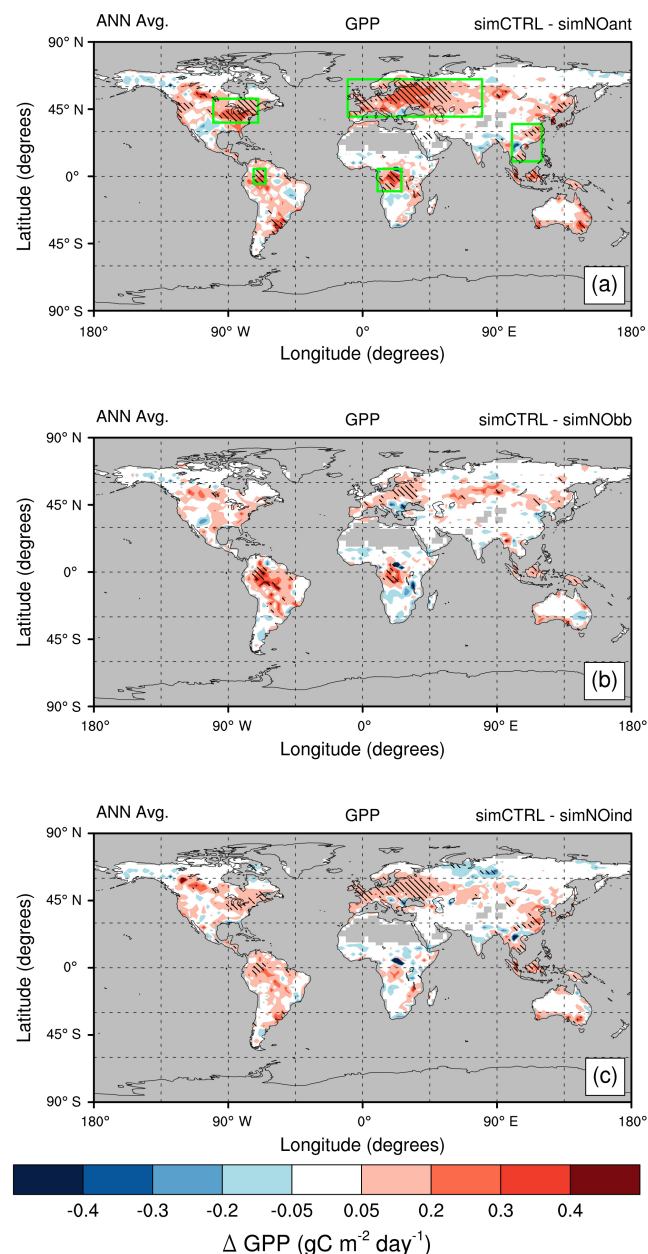 ANN Avg. GPP simCTRL - simNOant
90° N
45° N
0°
45° S
90° S
Latitude (degrees)
(a)
180° 90° W 0° 90° E 180°
Longitude (degrees)
ANN Avg. GPP simCTRL - simNObb
90° N
45° N
0°
45° S
90° S
Latitude (degrees)
(b)
180° 90° W 0° 90° E 180°
Longitude (degrees)
ANN Avg. GPP simCTRL - simNOind
90° N
45° N
0°
45° S
90° S
Latitude (degrees)
(c)
180° 90° W 0° 90° E 180°
Longitude (degrees)
-0.4 -0.3 -0.2 -0.05 0.05 0.2 0.3 0.4
Δ GPP (gC m⁻² day⁻¹)